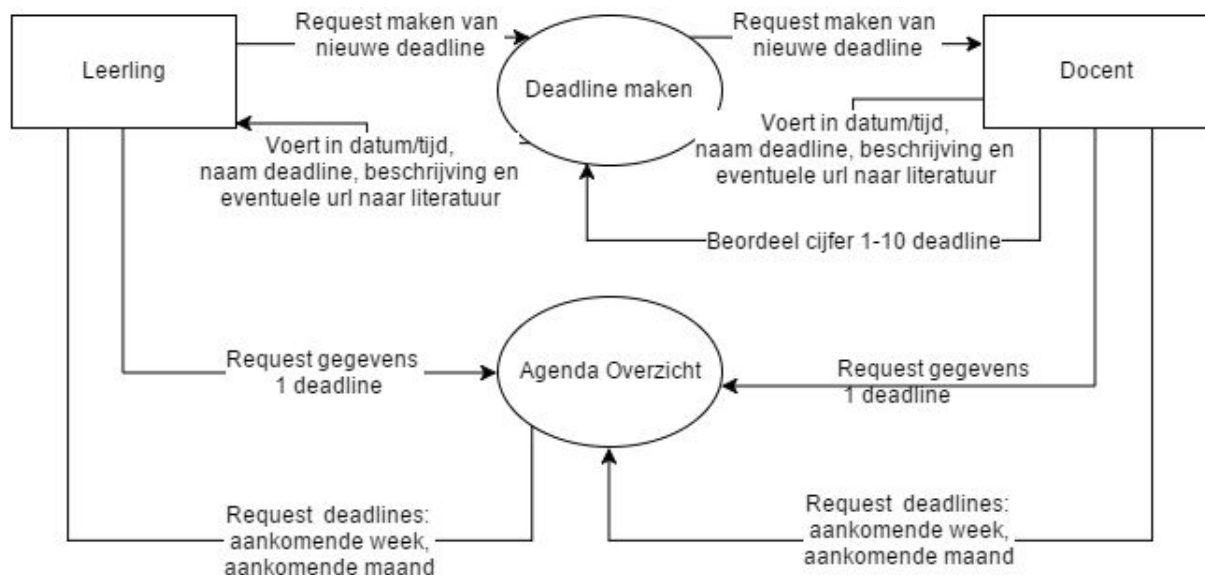 Request maken van
nieuwe deadline
Request maken van
nieuwe deadline
Leerling
Deadline maken
Docent
Voert in datum/tijd,
naam deadline, beschrijving en
eventuele url naar literatuur
Voert in datum/tijd,
naam deadline, beschrijving en
eventuele url naar literatuur
Beordeel cijfer 1-10 deadline
Request gegevens
1 deadline
Agenda Overzicht
Request gegevens
1 deadline
Request deadlines:
aankomende week,
aankomende maand
Request deadlines:
aankomende week,
aankomende maand